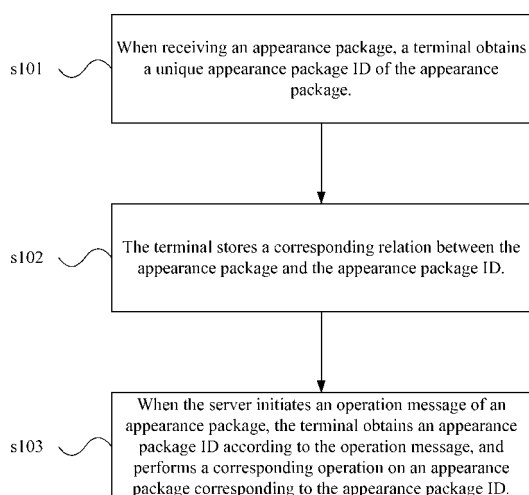 s101
When receiving an appearance package, a terminal obtains
a unique appearance package ID of the appearance
package.
s102
The terminal stores a corresponding relation between the
appearance package and the appearance package ID.
s103
When the server initiates an operation message of an
appearance package, the terminal obtains an appearance
package ID according to the operation message, and
performs a corresponding operation on an appearance
package corresponding to the appearance package ID.